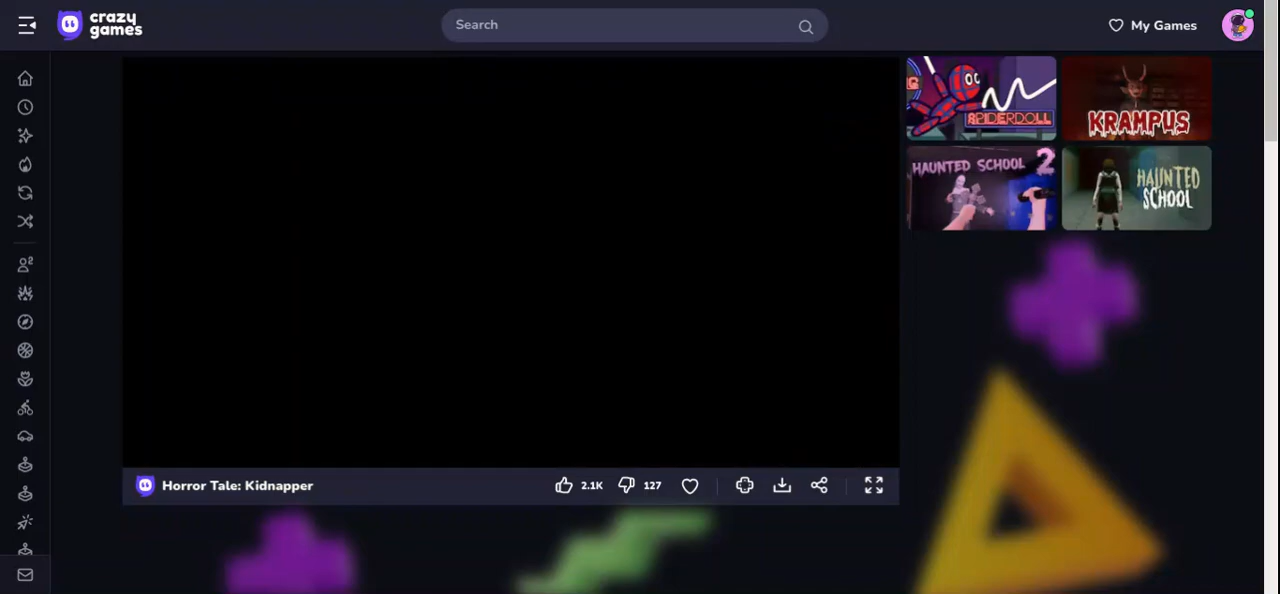 crazy
games
Search
My Games
SPIDERDOLL
KRAMPUS
HAUNTED SCHOOL 2
HAUNTED
SCHOOL
Horror Tale: Kidnapper
2.1K
127